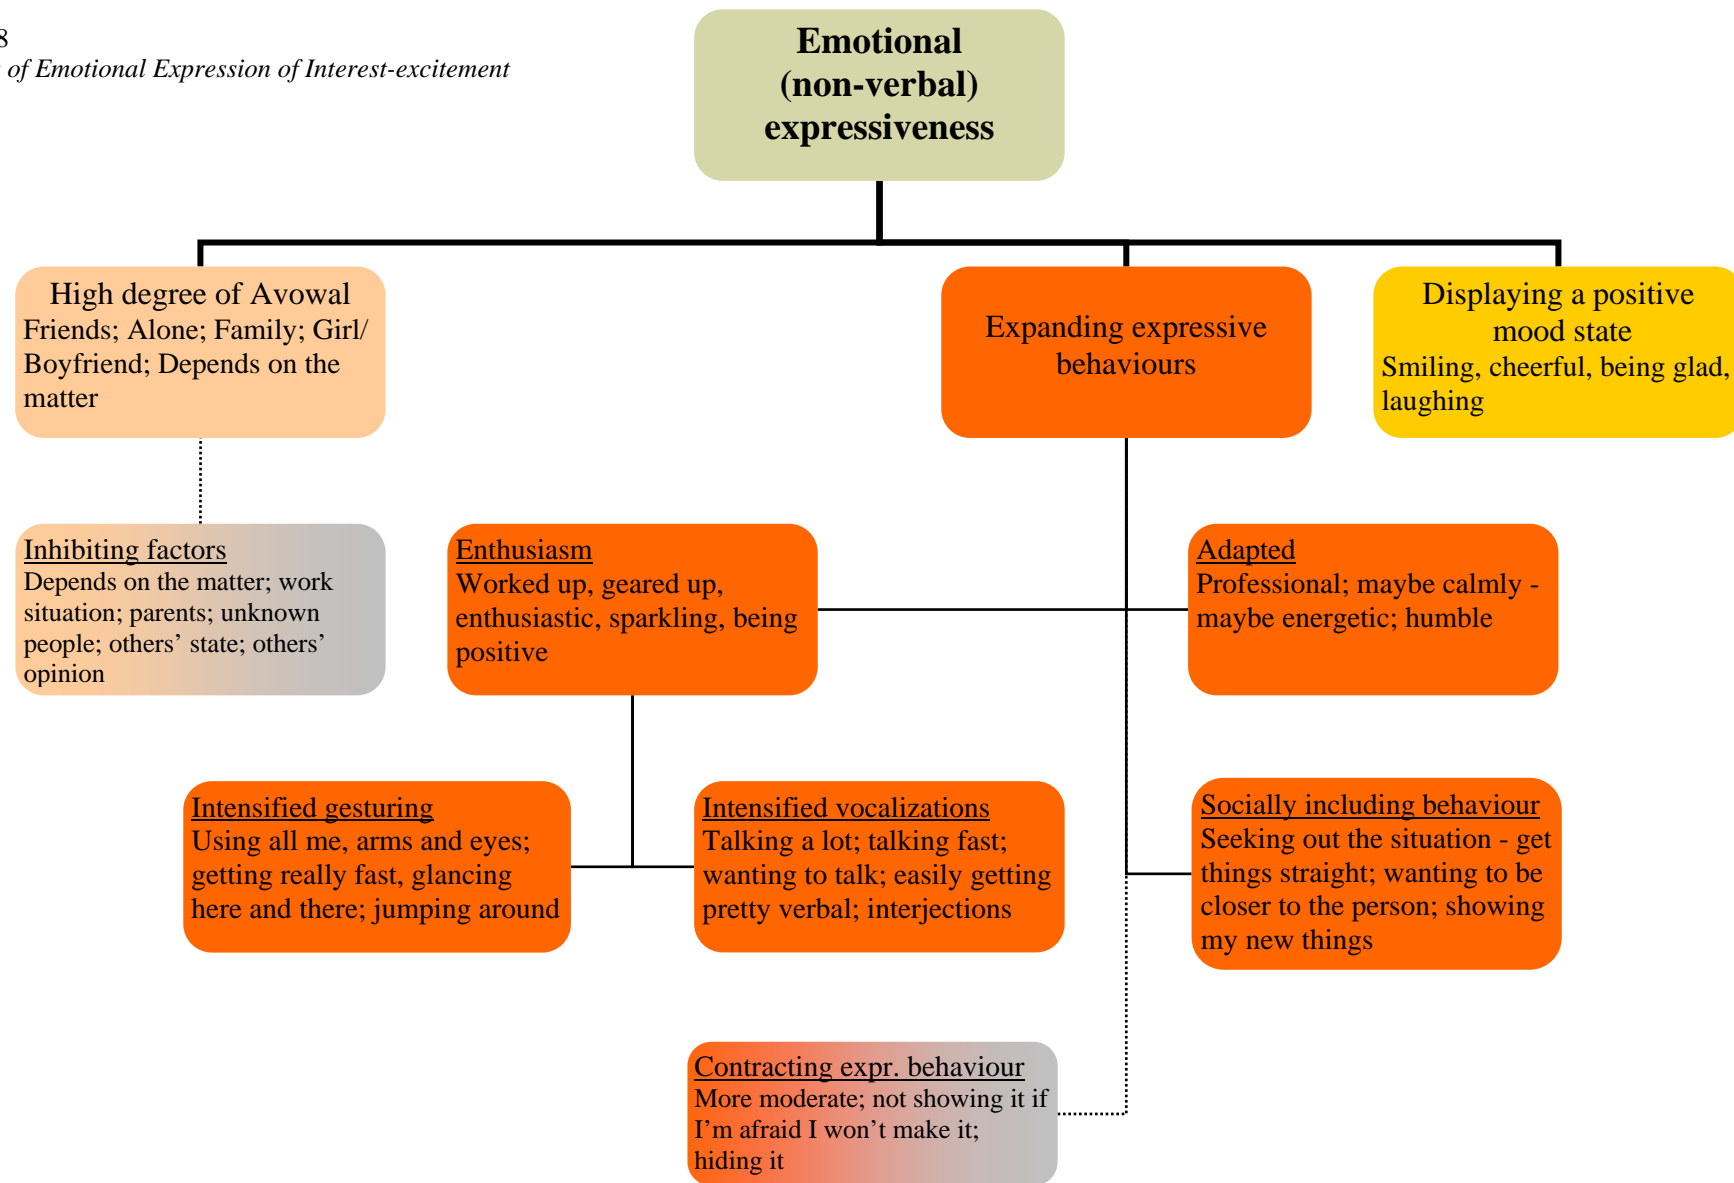 8
of Emotional Expression of Interest-excitement
Emotional
(non-verbal)
expressiveness
High degree of Avowal
Friends; Alone; Family; Girl/
Boyfriend; Depends on the
matter
Expanding expressive
behaviours
Displaying a positive
mood state
Smiling, cheerful, being glad,
laughing
Inhibiting factors
Depends on the matter; work
situation; parents; unknown
people; others’ state; others’
opinion
Enthusiasm
Worked up, geared up,
enthusiastic, sparkling, being
positive
Adapted
Professional; maybe calmly -
maybe energetic; humble
Intensified gesturing
Using all me, arms and eyes;
getting really fast, glancing
here and there; jumping around
Intensified vocalizations
Talking a lot; talking fast;
wanting to talk; easily getting
pretty verbal; interjections
Socially including behaviour
Seeking out the situation - get
things straight; wanting to be
closer to the person; showing
my new things
Contracting expr. behaviour
More moderate; not showing it if
I’m afraid I won’t make it;
hiding it